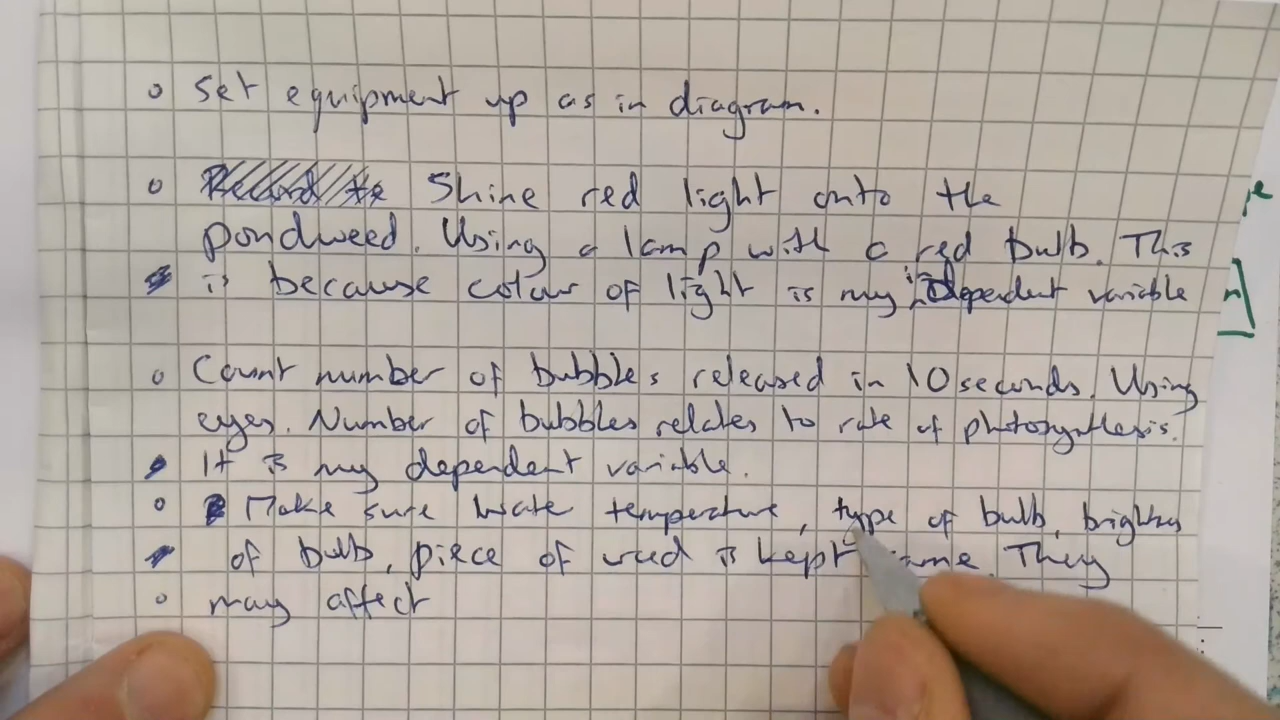 Set equipment up as in diagram.
Shine red light onto the
pondweed. Using a lamp with a red bulb. This
is because colour of light is my independent variable
Count number of bubbles released in 10 seconds. Using
eyes. Number of bubbles relates to rate of photosynthesis.
It is my dependent variable.
Make sure water temperature, type of bulb, brightness
of bulb, piece of weed is kept same. They
may affect